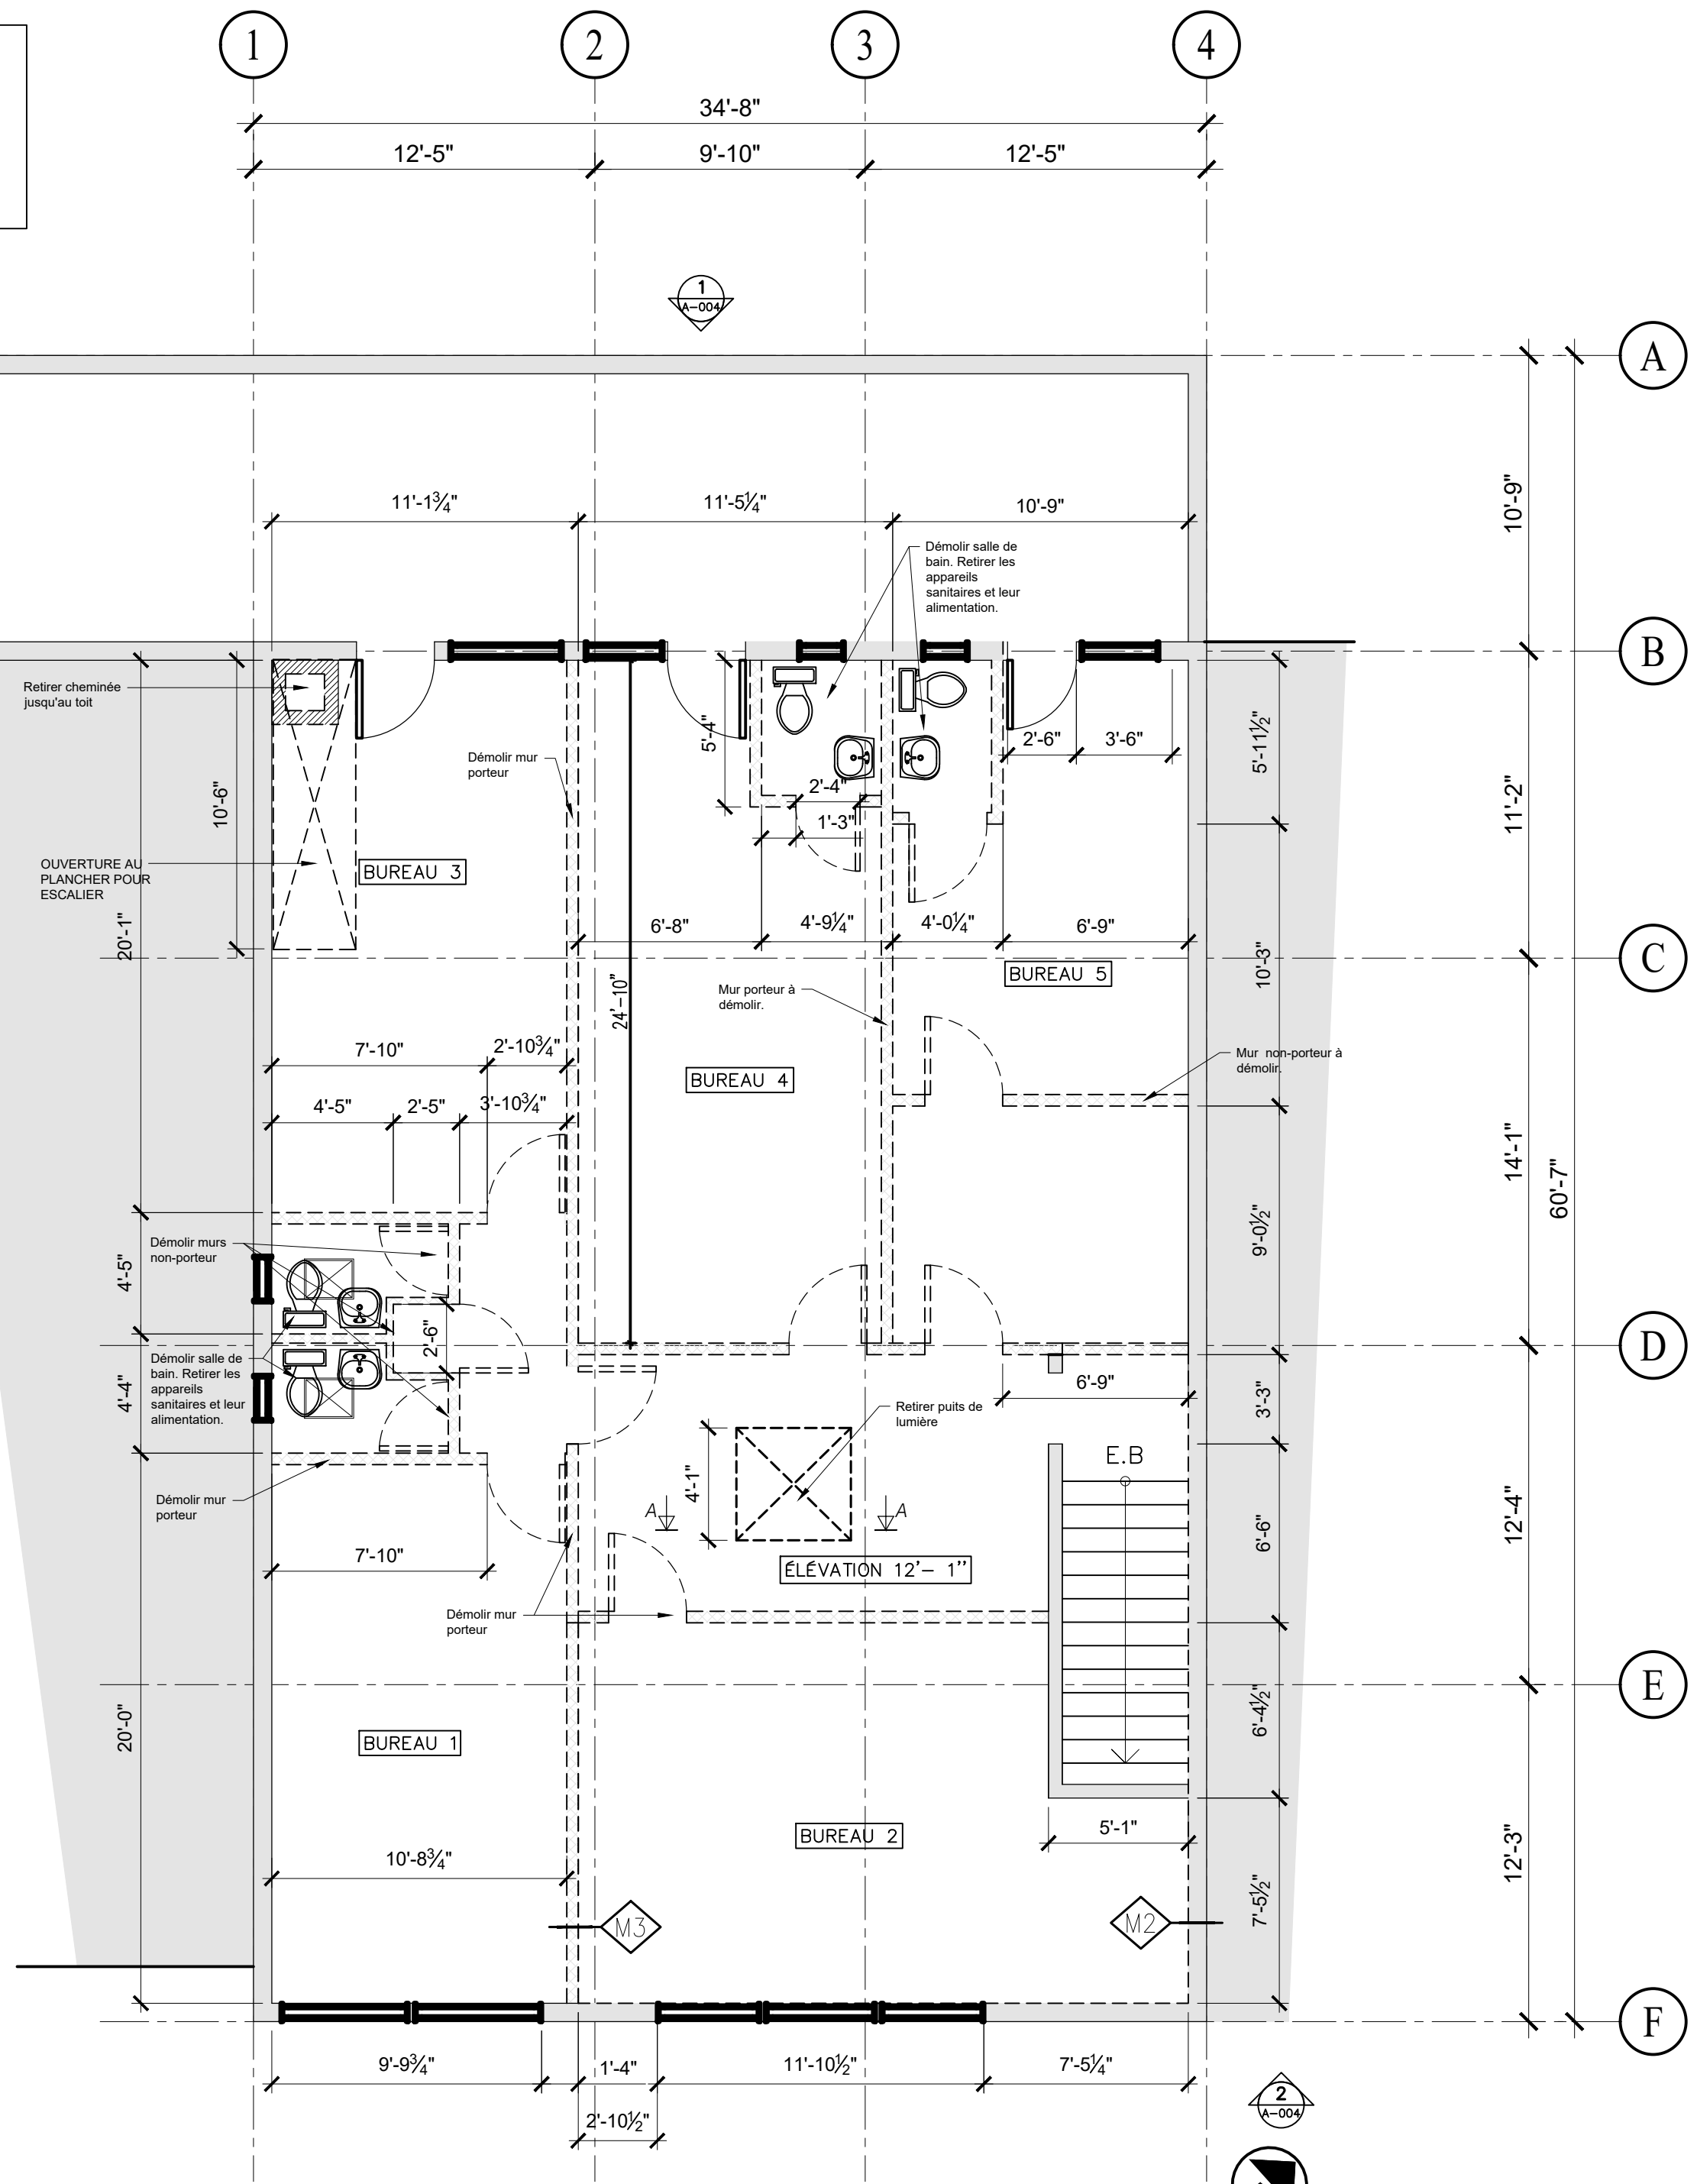 1
2
3
4
34'-8"
12'-5"
9'-10"
12'-5"
1
A-004
A
10'-9"
11'-1¾"
11'-5¼"
10'-9"
Démolir salle de
bain. Retirer les
appareils
sanitaires et leur
alimentation.
B
Retirer cheminée
jusqu'au toit
5'-4"
2'-6"
3'-6"
5'-11½"
Démolir mur
porteur
10'-6"
2'-4"
1'-3"
11'-2"
OUVERTURE AU
PLANCHER POUR
ESCALIER
BUREAU 3
20'-1"
6'-8"
4'-9¼"
4'-0¼"
6'-9"
C
BUREAU 5
10'-3"
24'-10"
Mur porteur à
démolir.
7'-10"
2'-10¾"
Mur non-porteur à
démolir.
BUREAU 4
4'-5"
2'-5"
3'-10¾"
14'-1"
60'-7"
9'-0½"
Démolir murs
non-porteur
4'-5"
2'-6"
D
Démolir salle de
bain. Retirer les
appareils
sanitaires et leur
alimentation.
4'-4"
6'-9"
3'-3"
Retirer puits de
lumière
E.B
4'-1"
Démolir mur
porteur
A
A
12'-4"
6'-6"
7'-10"
ÉLÉVATION 12'- 1''
Démolir mur
porteur
E
20'-0"
6'-4½"
BUREAU 1
BUREAU 2
5'-1"
12'-3"
10'-8¾"
7'-5½"
M3
M2
F
9'-9¾"
1'-4"
11'-10½"
7'-5¼"
2'-10½"
2
A-004